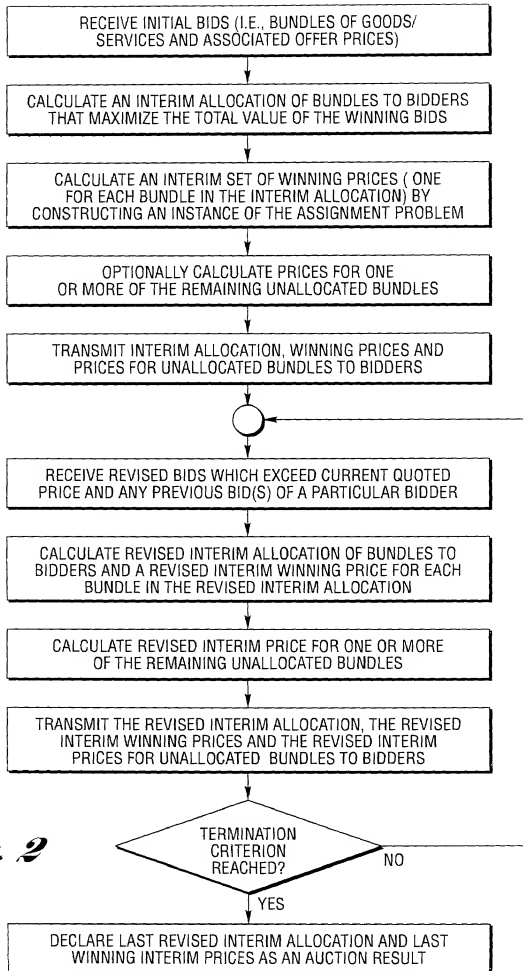 RECEIVE INITIAL BIDS (I.E., BUNDLES OF GOODS/
SERVICES AND ASSOCIATED OFFER PRICES)
CALCULATE AN INTERIM ALLOCATION OF BUNDLES TO BIDDERS
THAT MAXIMIZE THE TOTAL VALUE OF THE WINNING BIDS
CALCULATE AN INTERIM SET OF WINNING PRICES ( ONE
FOR EACH BUNDLE IN THE INTERIM ALLOCATION) BY
CONSTRUCTING AN INSTANCE OF THE ASSIGNMENT PROBLEM
OPTIONALLY CALCULATE PRICES FOR ONE
OR MORE OF THE REMAINING UNALLOCATED BUNDLES
TRANSMIT INTERIM ALLOCATION, WINNING PRICES AND
PRICES FOR UNALLOCATED BUNDLES TO BIDDERS
RECEIVE REVISED BIDS WHICH EXCEED CURRENT QUOTED
PRICE AND ANY PREVIOUS BID(S) OF A PARTICULAR BIDDER
CALCULATE REVISED INTERIM ALLOCATION OF BUNDLES TO
BIDDERS AND A REVISED INTERIM WINNING PRICE FOR EACH
BUNDLE IN THE REVISED INTERIM ALLOCATION
CALCULATE REVISED INTERIM PRICE FOR ONE OR MORE
OF THE REMAINING UNALLOCATED BUNDLES
TRANSMIT THE REVISED INTERIM ALLOCATION, THE REVISED
INTERIM WINNING PRICES AND THE REVISED INTERIM
PRICES FOR UNALLOCATED BUNDLES TO BIDDERS
2
TERMINATION
CRITERION
REACHED?
NO
YES
DECLARE LAST REVISED INTERIM ALLOCATION AND LAST
WINNING INTERIM PRICES AS AN AUCTION RESULT